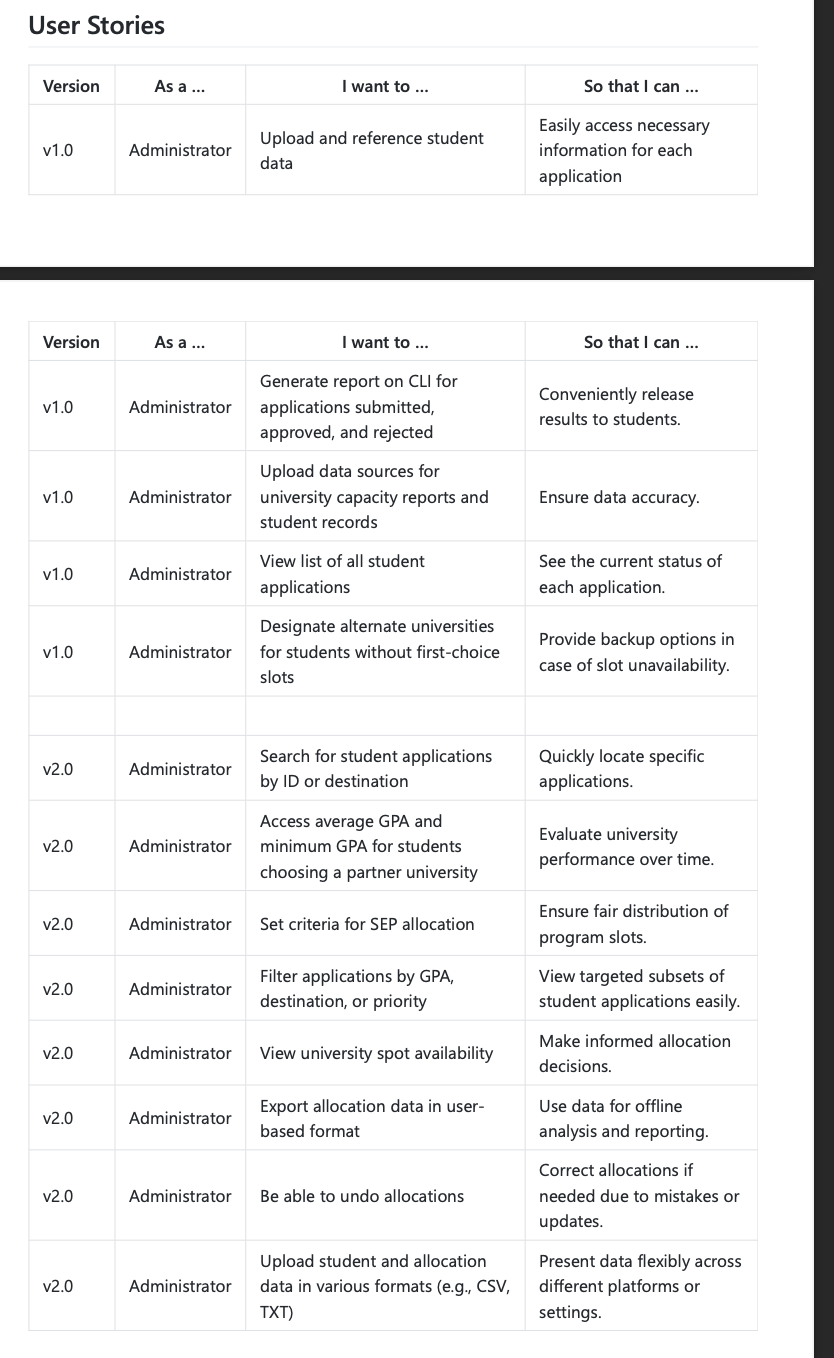 User Stories
Version As a ... I want to ... So that I can ...
v1.0 Administrator Upload and reference student data Easily access necessary information for each application
Version As a ... I want to ... So that I can ...
v1.0 Administrator Generate report on CLI for applications submitted, approved, and rejected Conveniently release results to students.
v1.0 Administrator Upload data sources for university capacity reports and student records Ensure data accuracy.
v1.0 Administrator View list of all student applications See the current status of each application.
v1.0 Administrator Designate alternate universities for students without first-choice slots Provide backup options in case of slot unavailability.
v2.0 Administrator Search for student applications by ID or destination Quickly locate specific applications.
v2.0 Administrator Access average GPA and minimum GPA for students choosing a partner university Evaluate university performance over time.
v2.0 Administrator Set criteria for SEP allocation Ensure fair distribution of program slots.
v2.0 Administrator Filter applications by GPA, destination, or priority View targeted subsets of student applications easily.
v2.0 Administrator View university spot availability Make informed allocation decisions.
v2.0 Administrator Export allocation data in user-based format Use data for offline analysis and reporting.
v2.0 Administrator Be able to undo allocations Correct allocations if needed due to mistakes or updates.
v2.0 Administrator Upload student and allocation data in various formats (e.g., CSV, TXT) Present data flexibly across different platforms or settings.